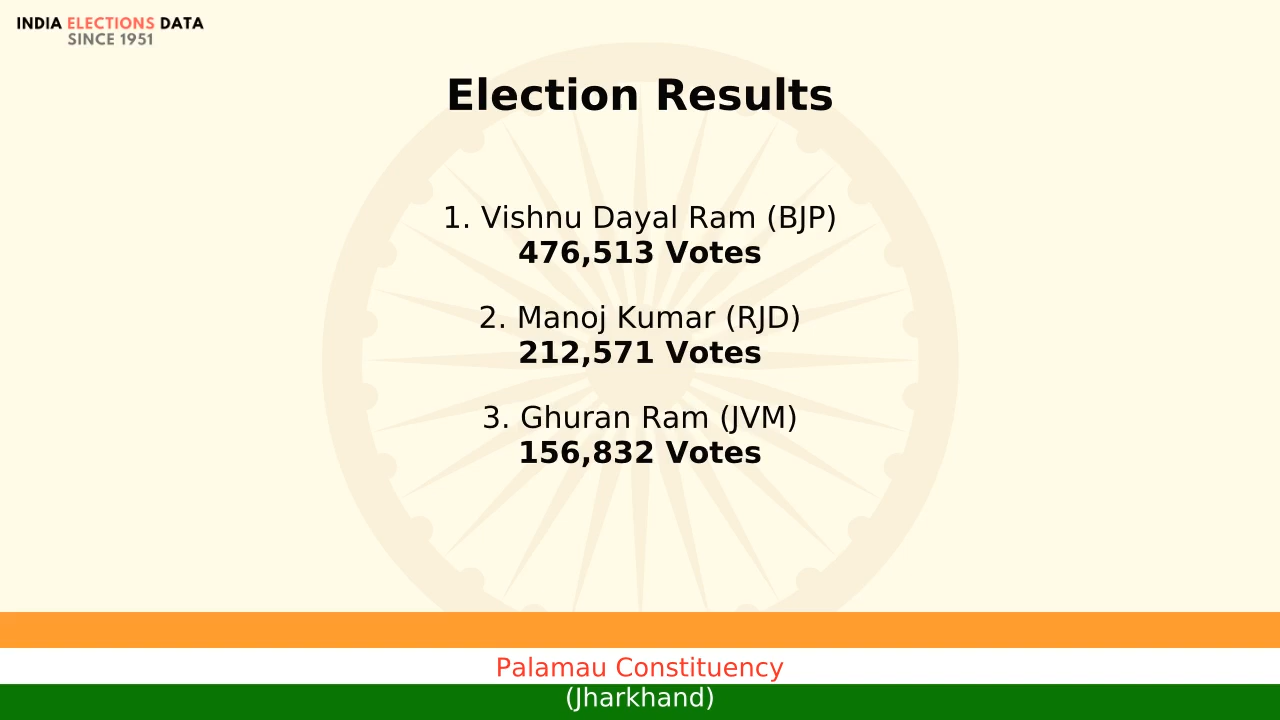 INDIA ELECTIONS DATA
SINCE 1951
Election Results
1. Vishnu Dayal Ram (BJP)
476,513 Votes
2. Manoj Kumar (RJD)
212,571 Votes
3. Ghuran Ram (JVM)
156,832 Votes
Palamau Constituency
(Jharkhand)